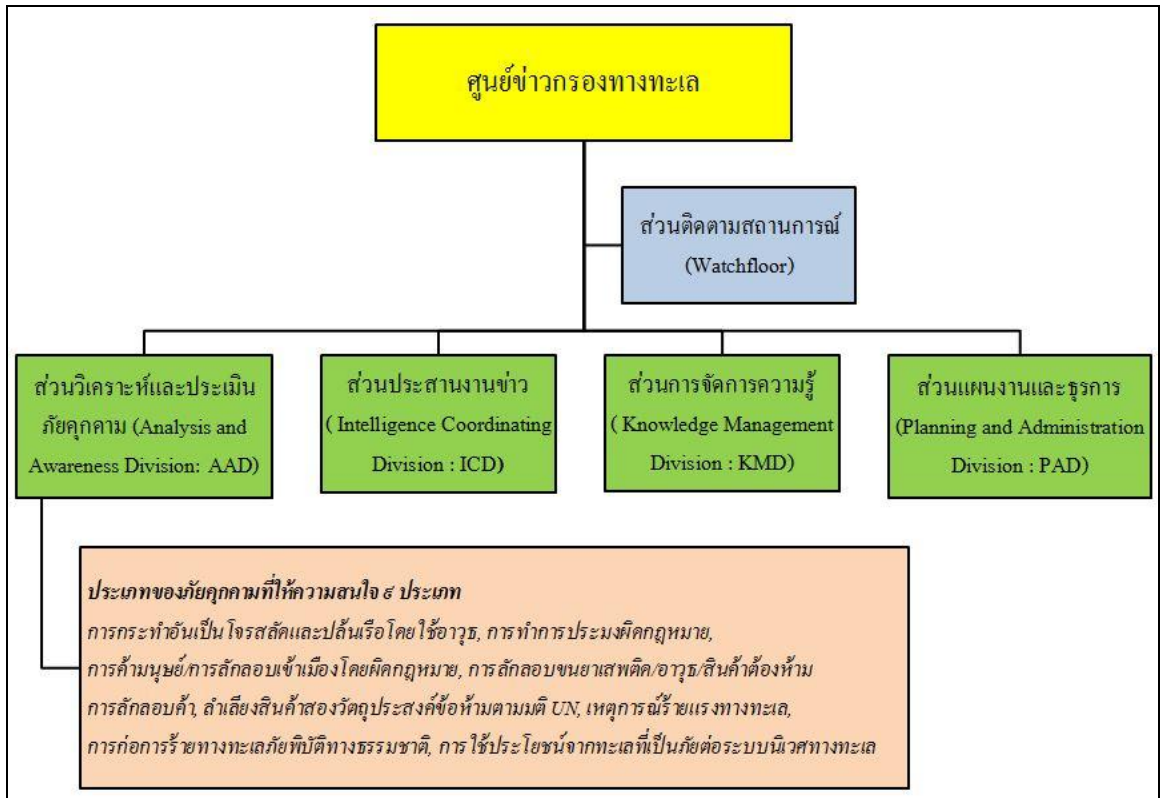 ศูนย์ข่าวกรองทางทะเล
ส่วนติดตามสถานการณ์
(Watchfloor)
ส่วนวิเคราะห์และประเมิน
ภัยคุกคาม (Analysis and
Awareness Division: AAD)
ส่วนประสานงานข่าว
( Intelligence Coordinating
Division : ICD)
ส่วนการจัดการความรู้
( Knowledge Management
Division : KMD)
ส่วนแผนงานและธุรการ
(Planning and Administration
Division : PAD)
ประเภทของภัยคุกคามที่ให้ความสนใจ ๙ ประเภท
การกระทำอันเป็นโจรสลัดและปล้นเรือโดยใช้อาวุธ, การทำการประมงผิดกฎหมาย,
การค้ามนุษย์/การลักลอบเข้าเมืองโดยผิดกฎหมาย, การลักลอบขนยาเสพติด/อาวุธ/สินค้าต้องห้าม
การลักลอบค้า, ลำเลียงสินค้าสองวัตถุประสงค์ข้อห้ามตามมติ UN, เหตุการณ์ร้ายแรงทางทะเล,
การก่อการร้ายทางทะเลภัยพิบัติทางธรรมชาติ, การใช้ประโยชน์จากทะเลที่เป็นภัยต่อระบบนิเวศทางทะเล